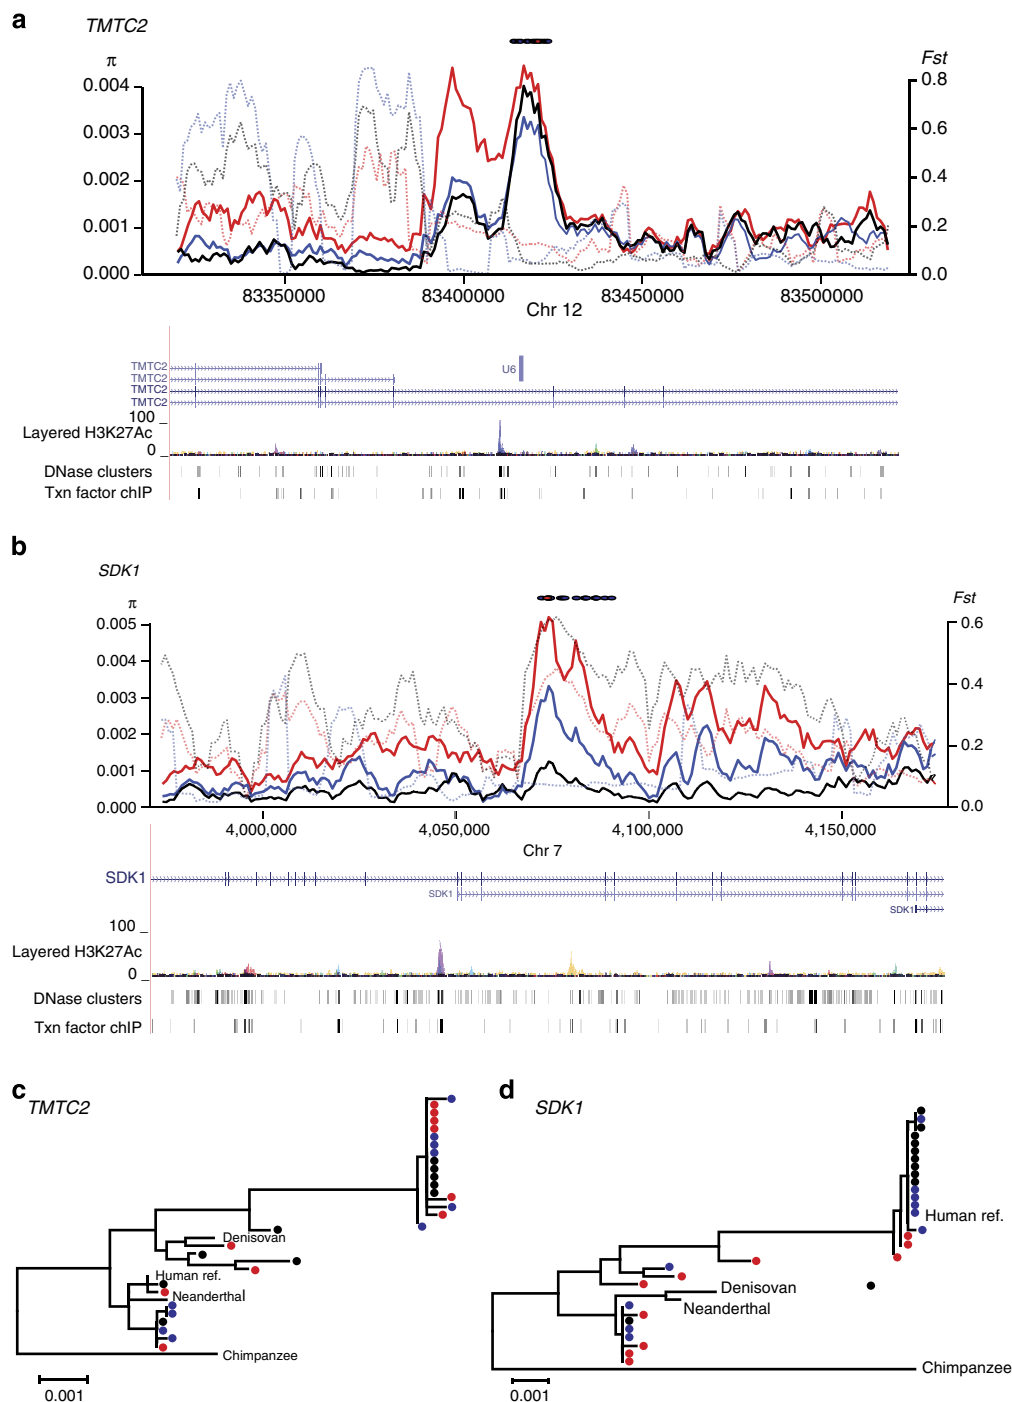 a
TMTC2
π
Fst
0.004
0.003
0.002
0.001
0.000
0.8
0.6
0.4
0.2
0.0
83350000
83400000
83450000
83500000
Chr 12
TMTC2
TMTC2
TMTC2
TMTC2
U6
100
Layered H3K27Ac
0
DNase clusters
Txn factor chIP
b
SDK1
π
Fst
0.005
0.004
0.003
0.002
0.001
0.000
0.6
0.4
0.2
0.0
4,000,000
4,050,000
4,100,000
4,150,000
Chr 7
SDK1
SDK1
SDK1
100
Layered H3K27Ac
0
DNase clusters
Txn factor chIP
c
TMTC2
Denisovan
Human ref.
Neanderthal
Chimpanzee
0.001
d
SDK1
Human ref.
Denisovan
Neanderthal
Chimpanzee
0.001